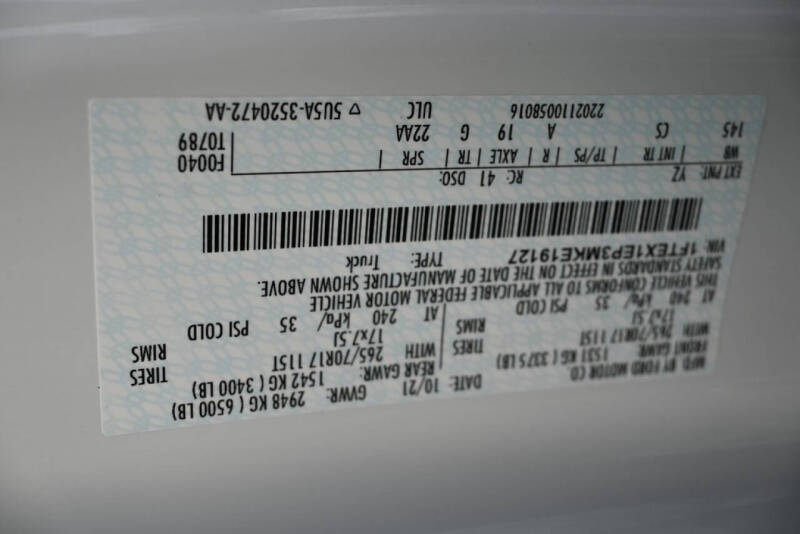 MFD. BY FORD MOTOR CO.
DATE: 10/21 GVWR: 2948 KG ( 6500 LB)
FRONT GAWR: 1531 KG ( 3375 LB) REAR GAWR: 1542 KG ( 3400 LB)
WITH 265/70R17 115T TIRES WITH 265/70R17 115T TIRES
17x7.5J RIMS 17x7.5J RIMS
AT 240 kPa/ 35 PSI COLD AT 240 kPa/ 35 PSI COLD
THIS VEHICLE CONFORMS TO ALL APPLICABLE FEDERAL MOTOR VEHICLE
SAFETY STANDARDS IN EFFECT ON THE DATE OF MANUFACTURE SHOWN ABOVE.
VIN: 1FTEX1EP3MKE19127 TYPE: Truck
EXT PNT: YZ RC: 41 DSO: F0040
WB | INT TR | TP/PS | R | AXLE | TR | SPR T0789
145 CS A 19 G 22AA
2202110058016 ULC ▽ 5U5A-3520472-AA